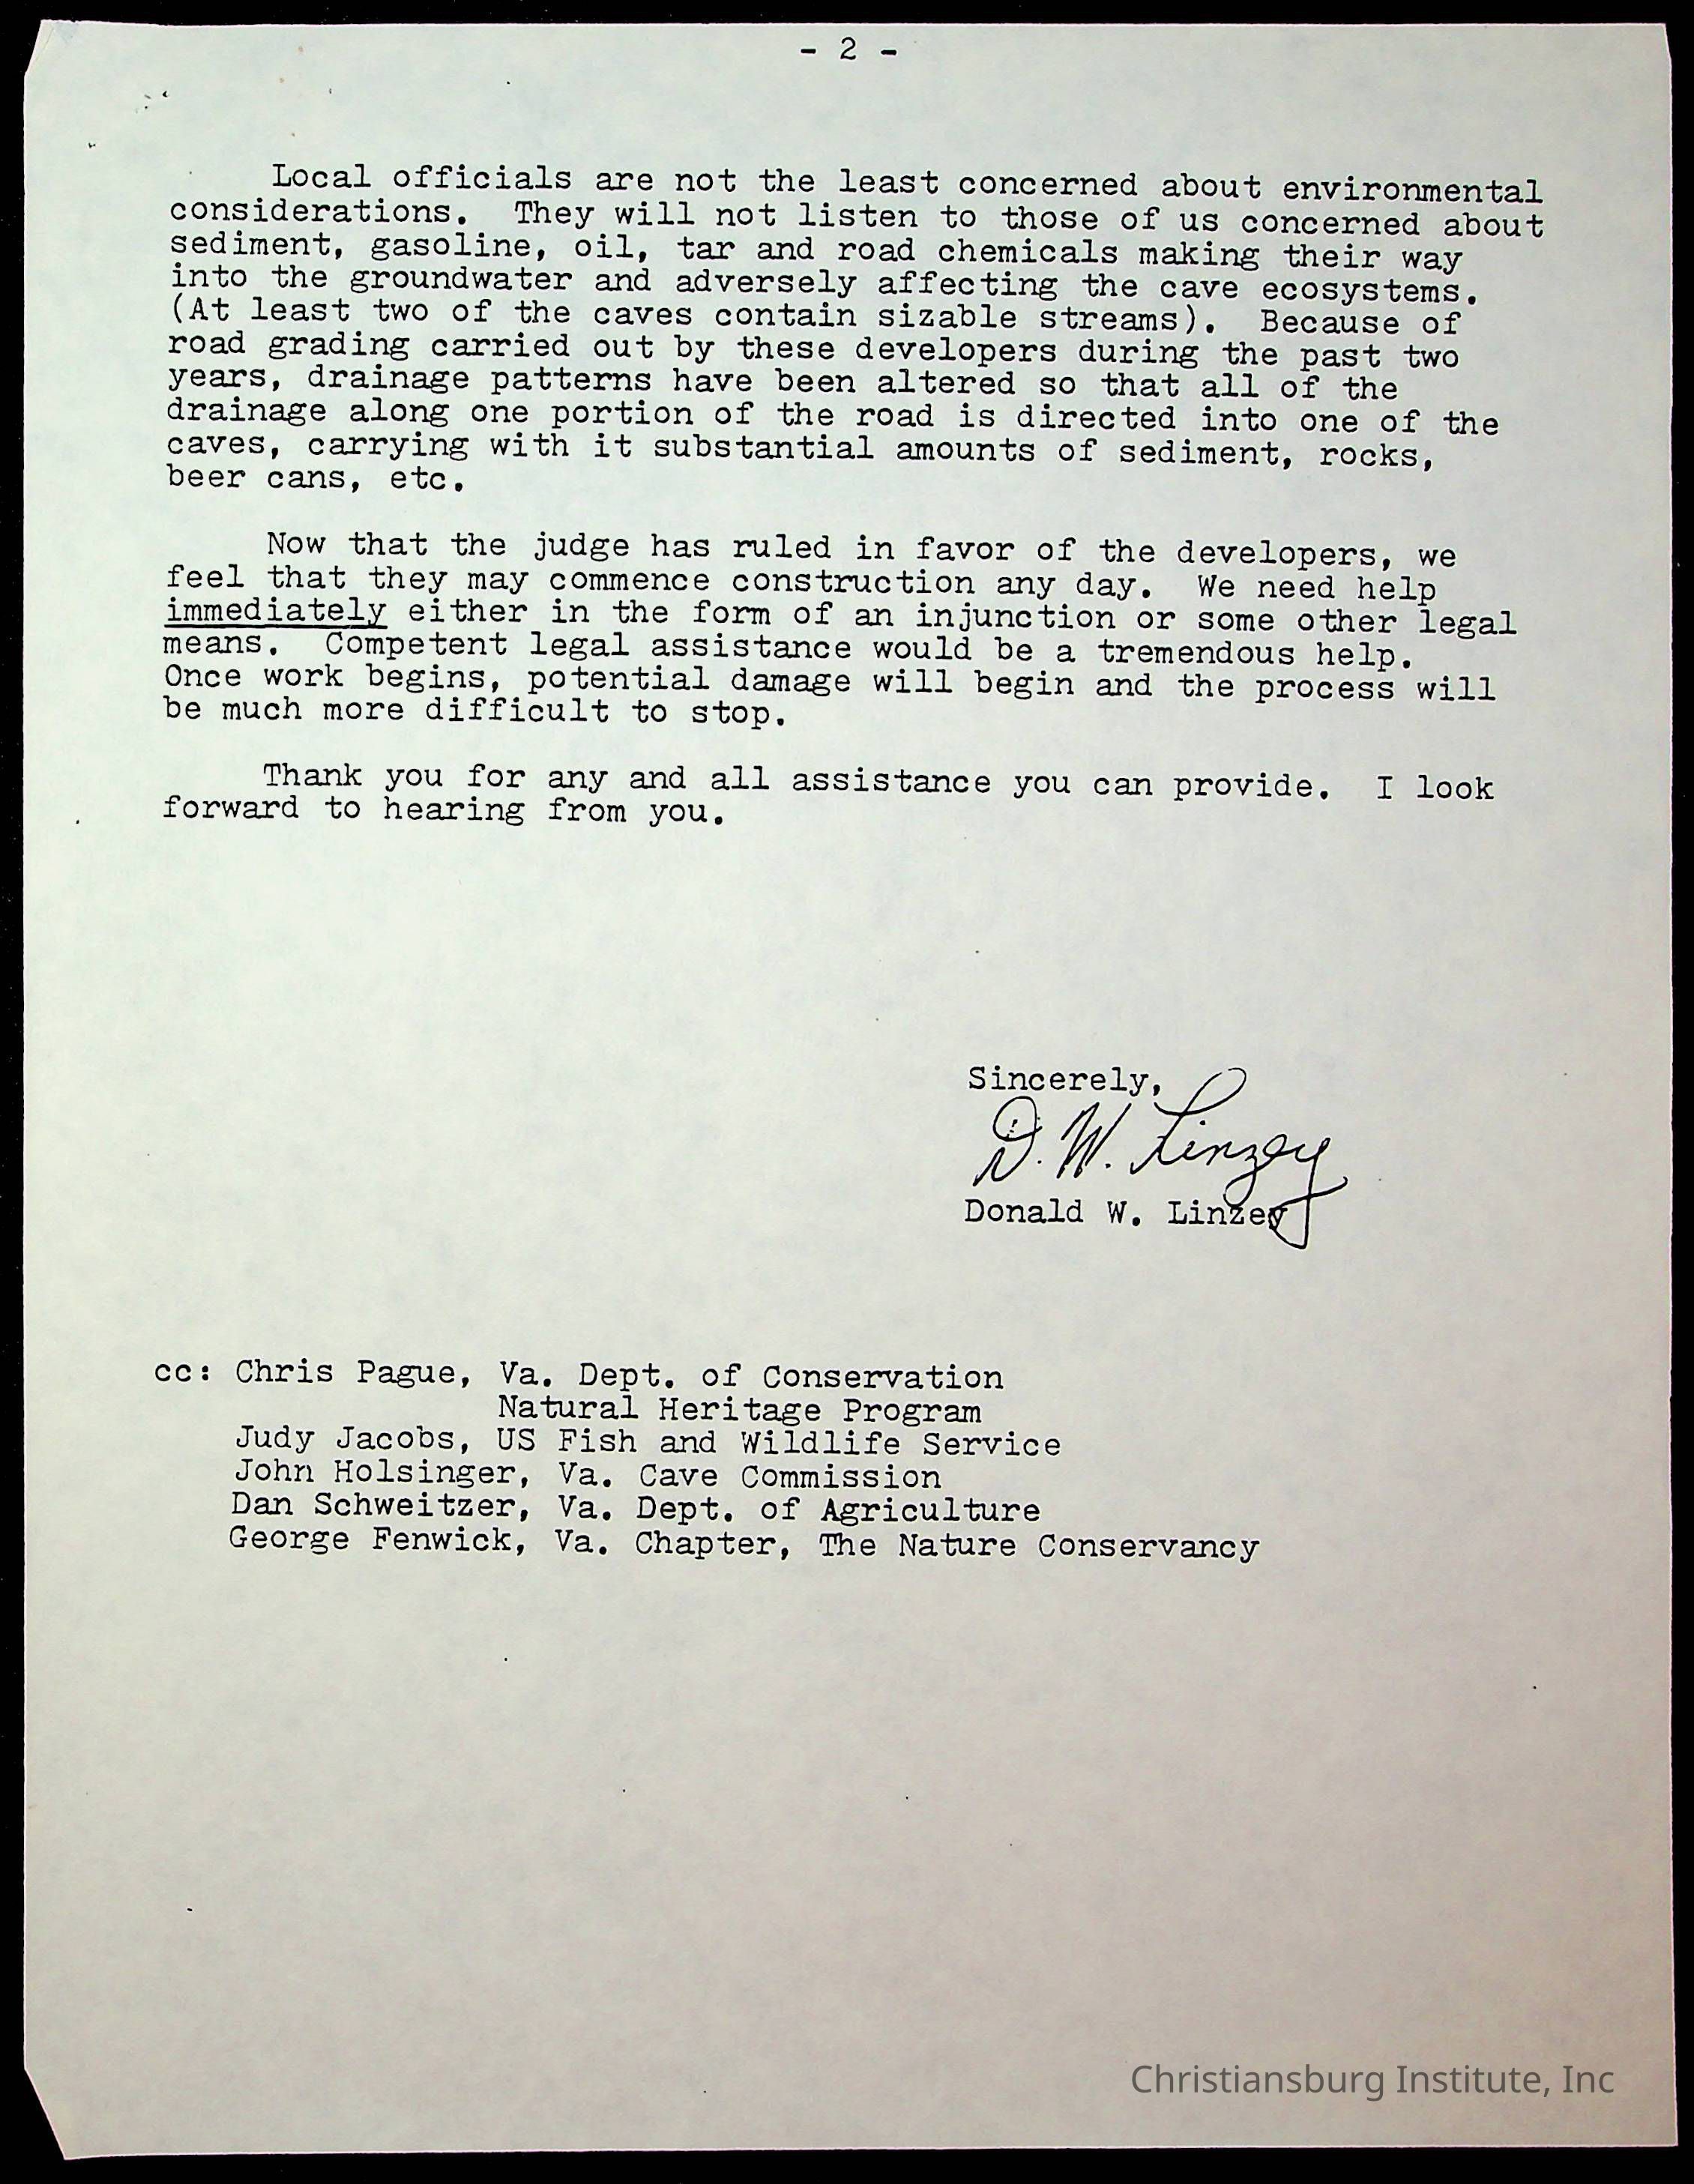 - 2 -
Local officials are not the least concerned about environmental
considerations. They will not listen to those of us concerned about
sediment, gasoline, oil, tar and road chemicals making their way
into the groundwater and adversely affecting the cave ecosystems.
(At least two of the caves contain sizable streams). Because of
road grading carried out by these developers during the past two
years, drainage patterns have been altered so that all of the
drainage along one portion of the road is directed into one of the
caves, carrying with it substantial amounts of sediment, rocks,
beer cans, etc.
Now that the judge has ruled in favor of the developers, we
feel that they may commence construction any day. We need help
immediately either in the form of an injunction or some other legal
means. Competent legal assistance would be a tremendous help.
Once work begins, potential damage will begin and the process will
be much more difficult to stop.
Thank you for any and all assistance you can provide. I look
forward to hearing from you.
Sincerely,
D. W. Linzey
Donald W. Linzey
cc: Chris Pague, Va. Dept. of Conservation
Natural Heritage Program
Judy Jacobs, US Fish and Wildlife Service
John Holsinger, Va. Cave Commission
Dan Schweitzer, Va. Dept. of Agriculture
George Fenwick, Va. Chapter, The Nature Conservancy
Christiansburg Institute, Inc